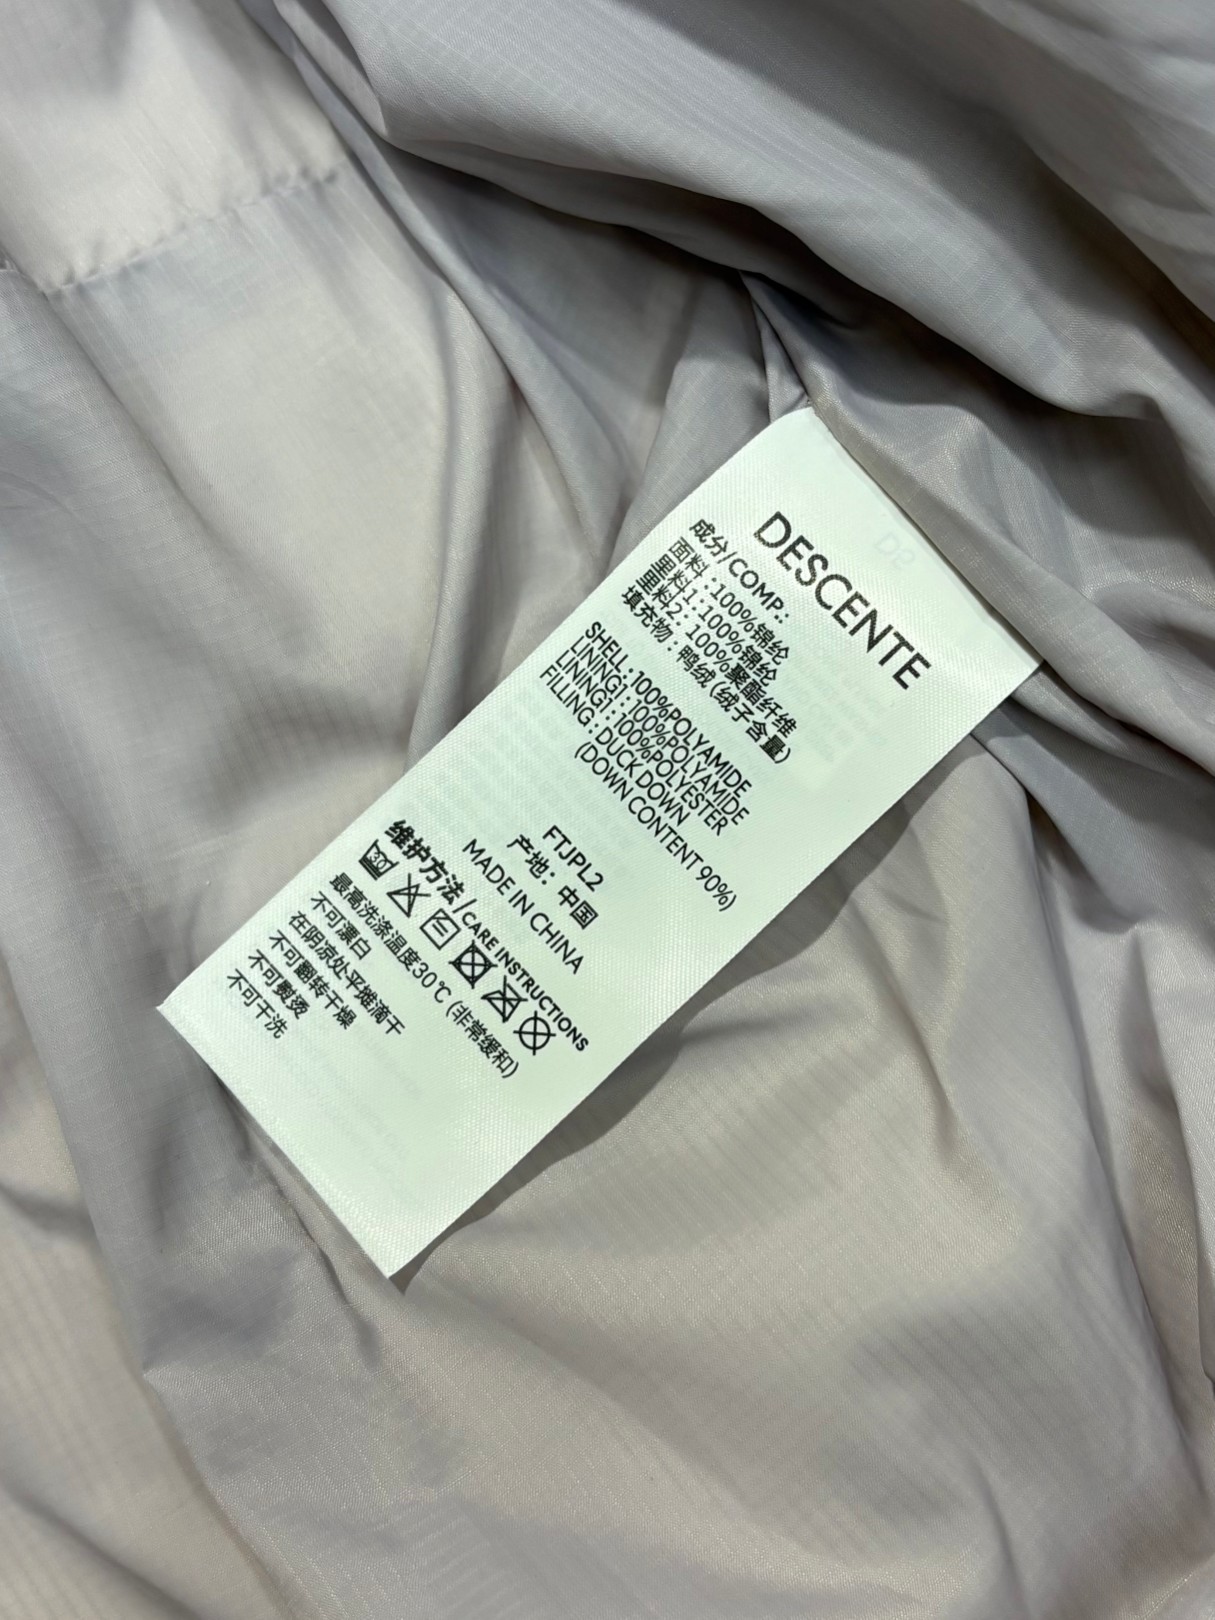 DESCENTE
成分/COMP.:
面料:100%锦纶
里料1:100%锦纶
里料2:100%聚酯纤维
填充物:鸭绒(绒子含量)
SHELL:100%POLYAMIDE
LINING1:100%POLYAMIDE
LINING1:100%POLYESTER
FILLING:DUCK DOWN
(DOWN CONTENT 90%)
FTJPL2
产地:中国
MADE IN CHINA
维护方法/CARE INSTRUCTIONS
30
最高洗涤温度30℃(非常缓和)
不可漂白
在阴凉处平摊滴干
不可翻转干燥
不可熨烫
不可干洗